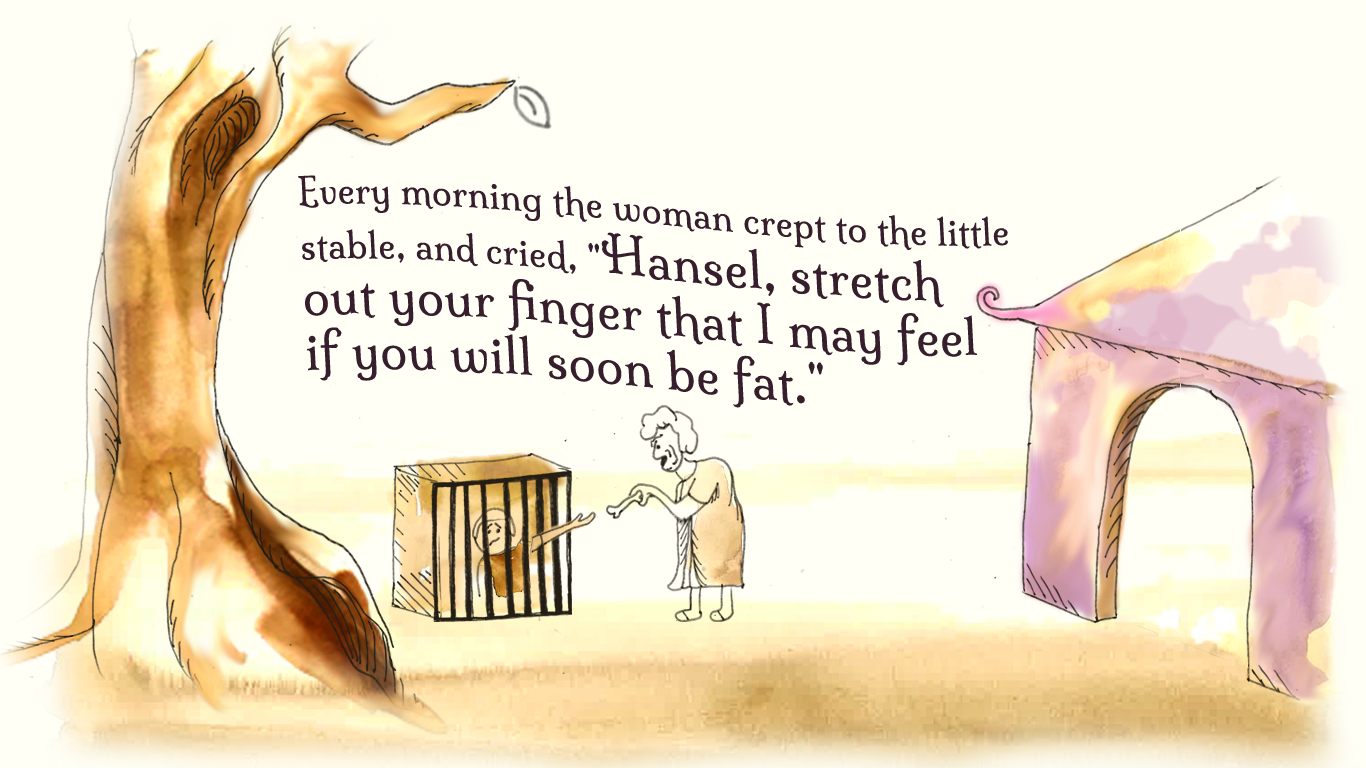 Every morning the woman crept to the little
stable, and cried, "Hansel, stretch
out your finger that I may feel
if you will soon be fat."